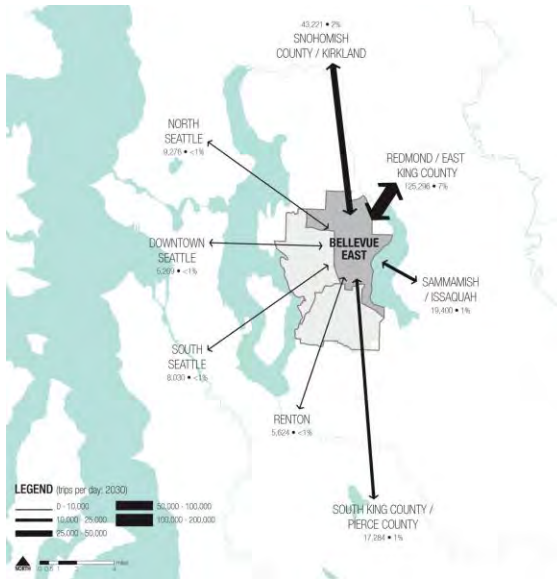 43,221 • 2%
SNOHOMISH
COUNTY / KIRKLAND
NORTH
SEATTLE
9,276 • <1%
REDMOND / EAST
KING COUNTY
125,296 • 7%
DOWNTOWN
SEATTLE
5,269 • <1%
BELLEVUE
EAST
SAMMAMISH
/ ISSAQUAH
19,400 • 1%
SOUTH
SEATTLE
8,030 • <1%
RENTON
5,624 • <1%
SOUTH KING COUNTY /
PIERCE COUNTY
17,284 • 1%
LEGEND (trips per day: 2030)
0 - 10,000
10,000 - 25,000
25,000 - 50,000
50,000 - 100,000
100,000 - 200,000
NORTH
miles